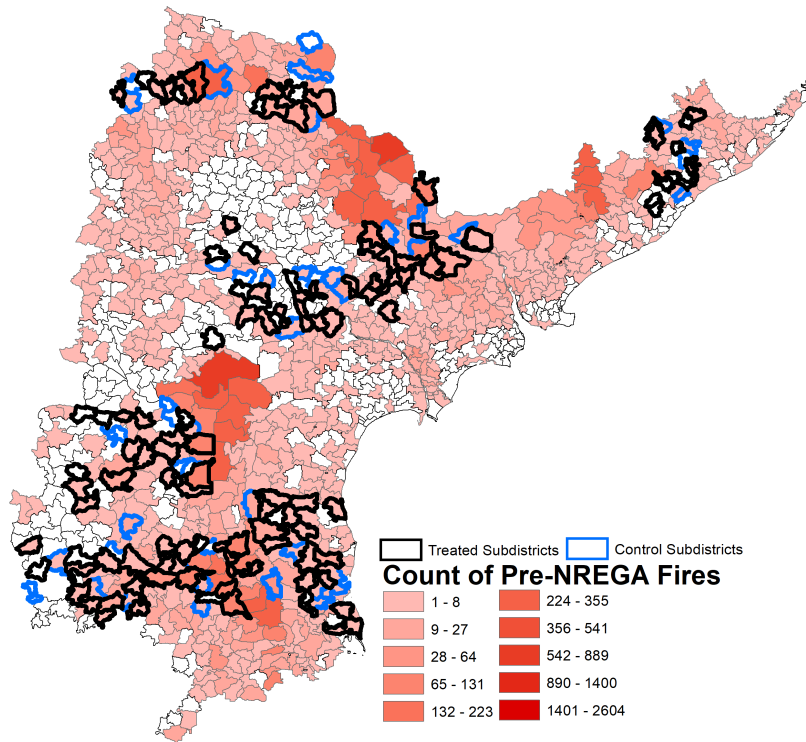 Treated Subdistricts Control Subdistricts
Count of Pre-NREGA Fires
1 - 8 224 - 355
9 - 27 356 - 541
28 - 64 542 - 889
65 - 131 890 - 1400
132 - 223 1401 - 2604